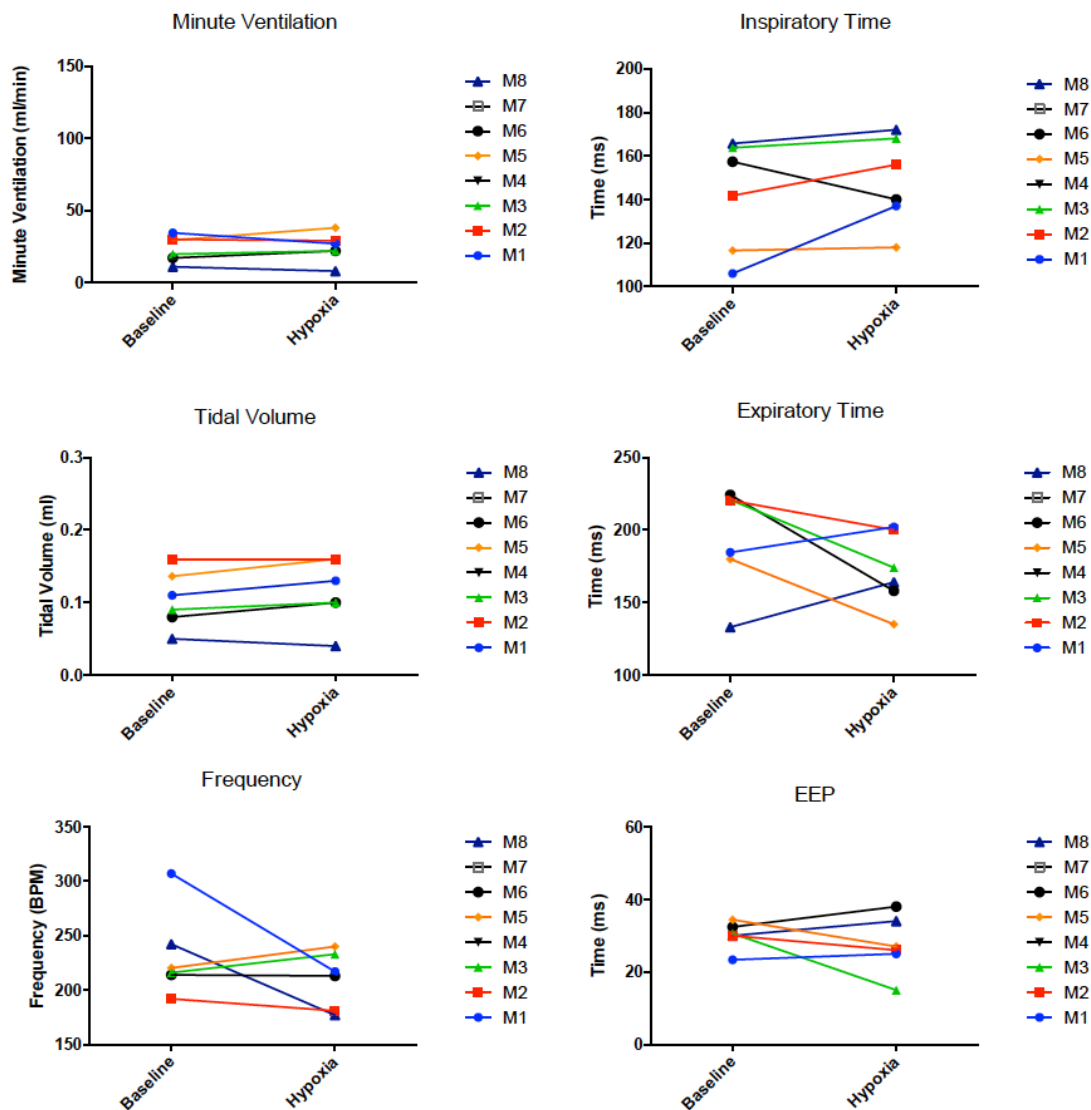 Minute Ventilation
Minute Ventilation (ml/min)
150
100
50
0
Baseline
Hypoxia
M8
M7
M6
M5
M4
M3
M2
M1
Inspiratory Time
Time (ms)
200
180
160
140
120
100
Baseline
Hypoxia
M8
M7
M6
M5
M4
M3
M2
M1
Tidal Volume
Tidal Volume (ml)
0.3
0.2
0.1
0.0
Baseline
Hypoxia
M8
M7
M6
M5
M4
M3
M2
M1
Expiratory Time
Time (ms)
250
200
150
100
Baseline
Hypoxia
M8
M7
M6
M5
M4
M3
M2
M1
Frequency
Frequency (BPM)
350
300
250
200
150
Baseline
Hypoxia
M8
M7
M6
M5
M4
M3
M2
M1
EEP
Time (ms)
60
40
20
0
Baseline
Hypoxia
M8
M7
M6
M5
M4
M3
M2
M1